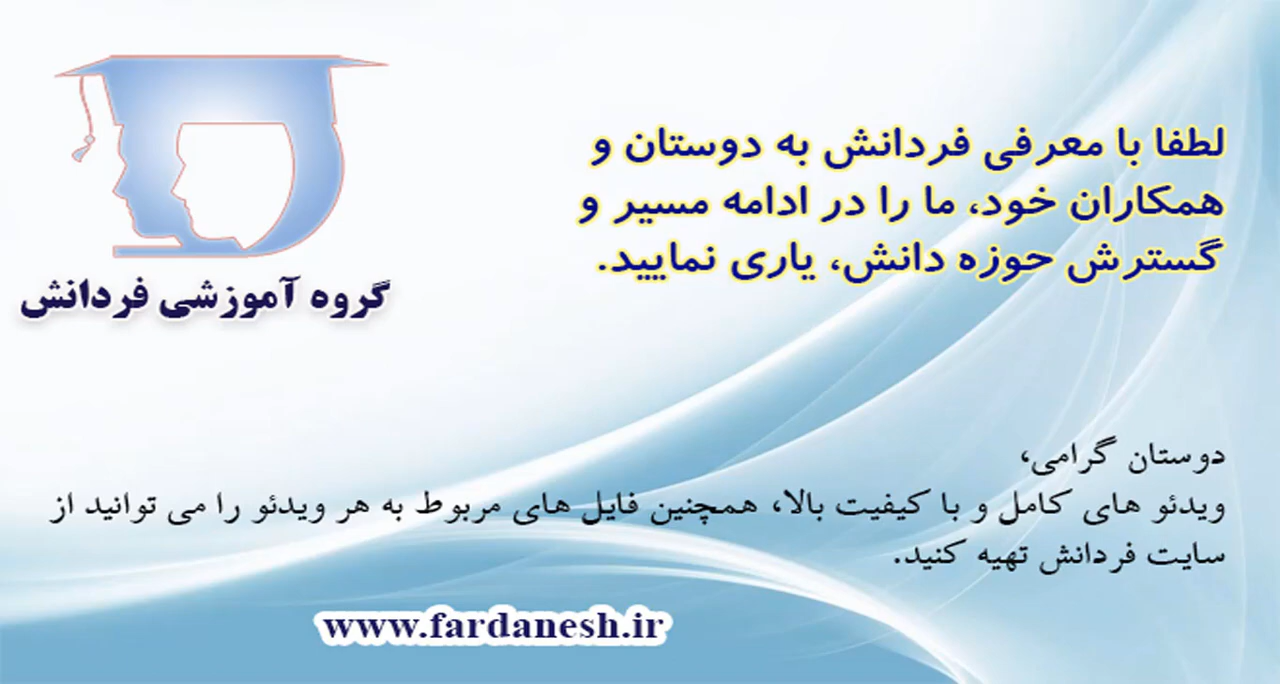 لطفا با معرفی فردانش به دوستان و
همکاران خود، ما را در ادامه مسیر و
گسترش حوزه دانش، یاری نمایید.
گروه آموزشی فردانش
دوستان گرامی،
ویدئو های کامل و با کیفیت بالا، همچنین فایل های مربوط به هر ویدئو را می توانید از
سایت فردانش تهیه کنید.
www.fardanesh.ir